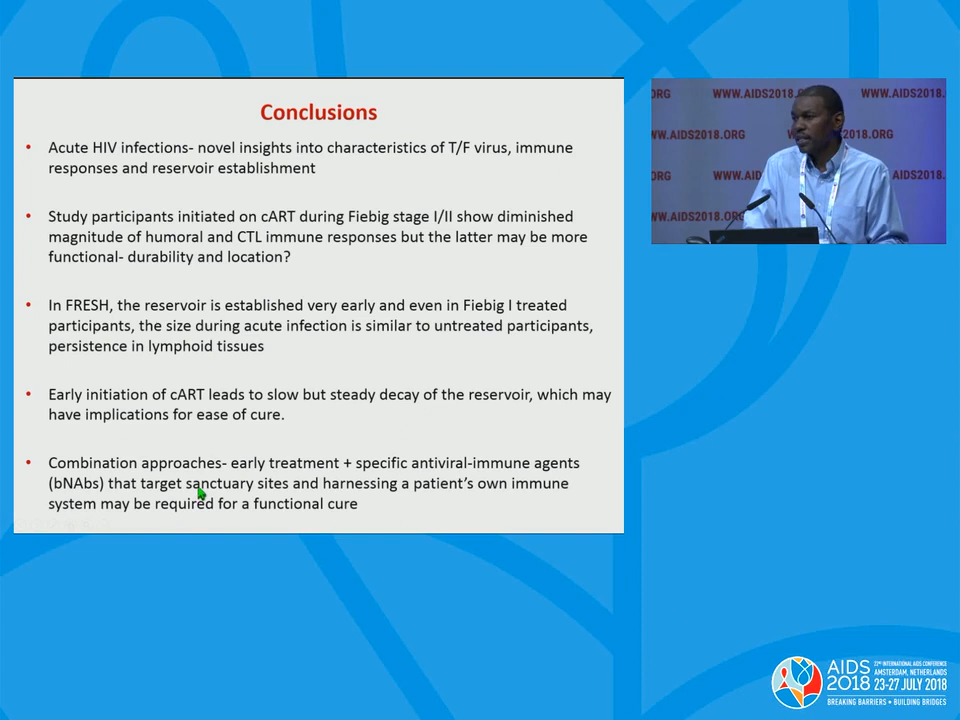 Conclusions
• Acute HIV infections- novel insights into characteristics of T/F virus, immune
responses and reservoir establishment
• Study participants initiated on cART during Fiebig stage I/II show diminished
magnitude of humoral and CTL immune responses but the latter may be more
functional- durability and location?
• In FRESH, the reservoir is established very early and even in Fiebig I treated
participants, the size during acute infection is similar to untreated participants,
persistence in lymphoid tissues
• Early initiation of cART leads to slow but steady decay of the reservoir, which may
have implications for ease of cure.
• Combination approaches- early treatment + specific antiviral-immune agents
(bNAbs) that target sanctuary sites and harnessing a patient's own immune
system may be required for a functional cure
ORG WWW.AIDS2018.ORG WWW.AIDS2018.
WW.AIDS2018.ORG 2018.ORG
ORG AIDS2018.
WW.AIDS2018.ORG
AIDS
2018
22ND INTERNATIONAL AIDS CONFERENCE
AMSTERDAM, NETHERLANDS
23-27 JULY 2018
BREAKING BARRIERS • BUILDING BRIDGES